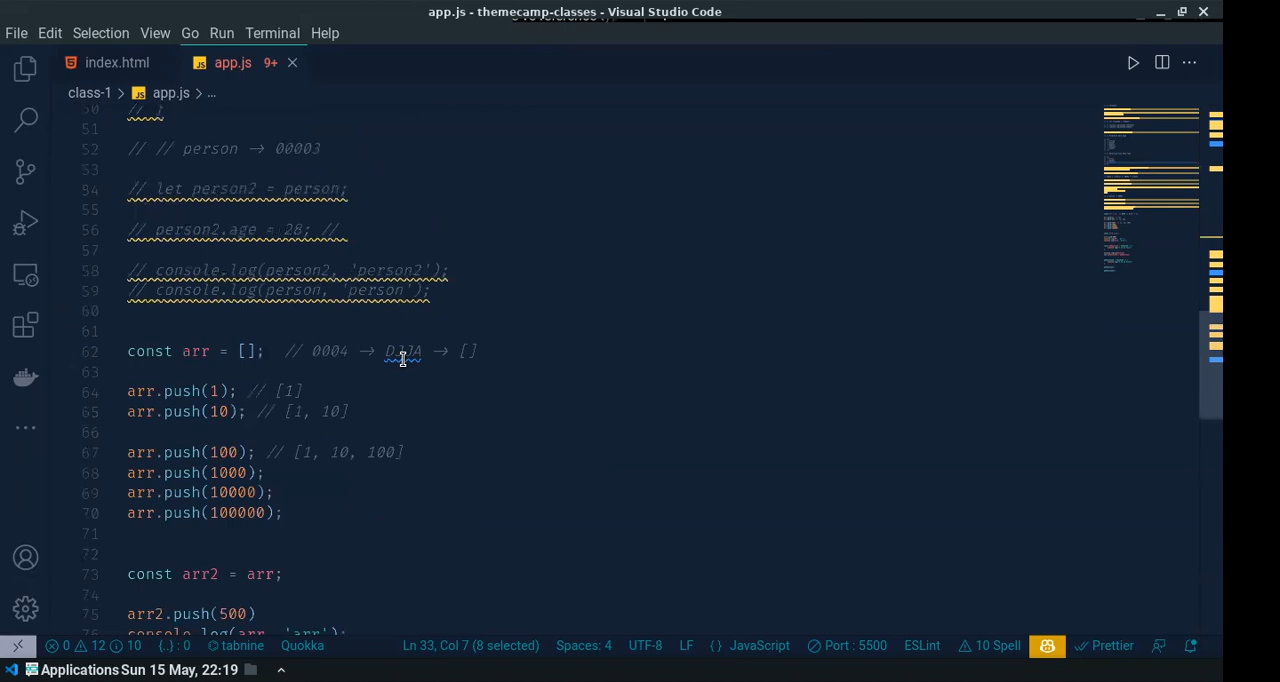 app.js - themecamp-classes - Visual Studio Code
File Edit Selection View Go Run Terminal Help
index.html
JS app.js 9+
class-1 > JS app.js > ...
50 // }
51
52 // // person -> 00003
53
54 // let person2 = person;
55
56 // person2.age = 28; //
57
58 // console.log(person2, 'person2');
59 // console.log(person, 'person');
60
61
62 const arr = []; // 0004 -> DJJA -> []
63
64 arr.push(1); // [1]
65 arr.push(10); // [1, 10]
66
67 arr.push(100); // [1, 10, 100]
68 arr.push(1000);
69 arr.push(10000);
70 arr.push(100000);
71
72
73 const arr2 = arr;
74
75 arr2.push(500)
76 console.log(arr, 'arr');
0 12 10 {..} : 0 tabnine Quokka Ln 33, Col 7 (8 selected) Spaces: 4 UTF-8 LF {} JavaScript Port : 5500 ESLint 10 Spell Prettier
Applications Sun 15 May, 22:19